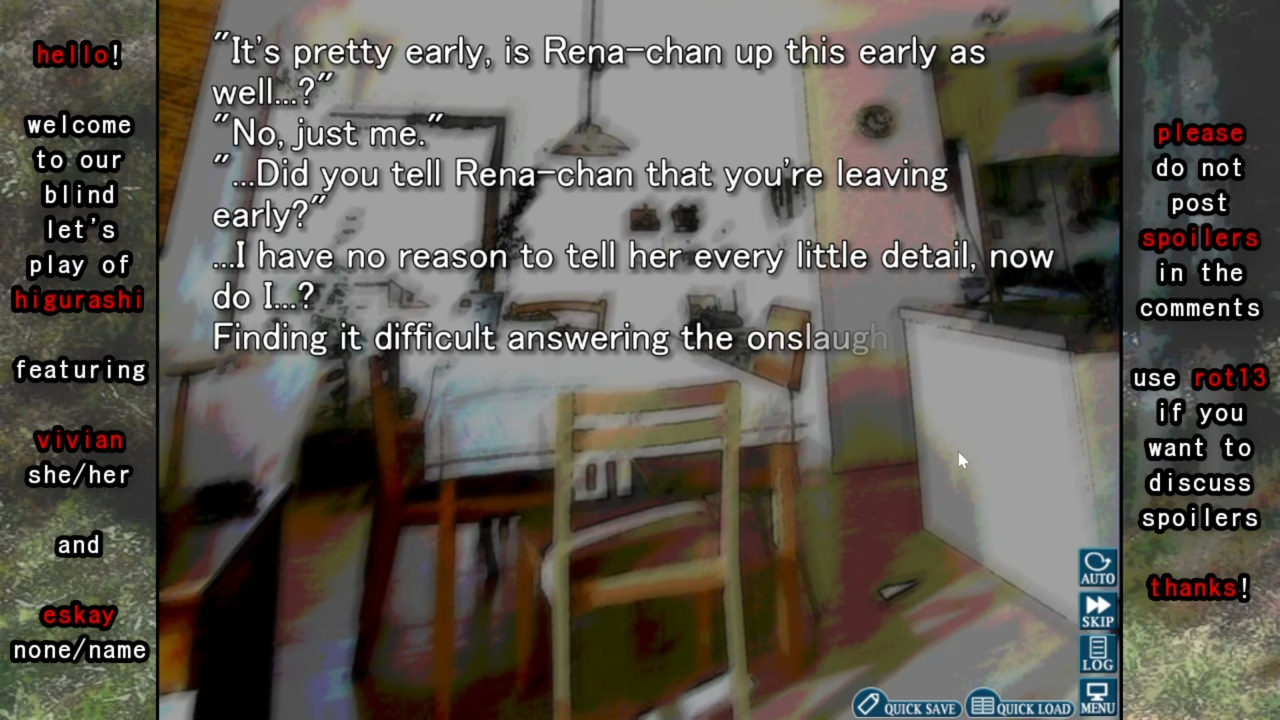 hello!
welcome
to our
blind
let's
play of
higurashi
featuring
vivian
she/her
and
eskay
none/name
"It's pretty early, is Rena-chan up this early as
well...?"
"No, just me."
"...Did you tell Rena-chan that you're leaving
early?"
...I have no reason to tell her every little detail, now
do I...?
Finding it difficult answering the onslaugh
please
do not
post
spoilers
in the
comments
use rot13
if you
want to
discuss
spoilers
thanks!
AUTO
SKIP
LOG
MENU
QUICK SAVE
QUICK LOAD